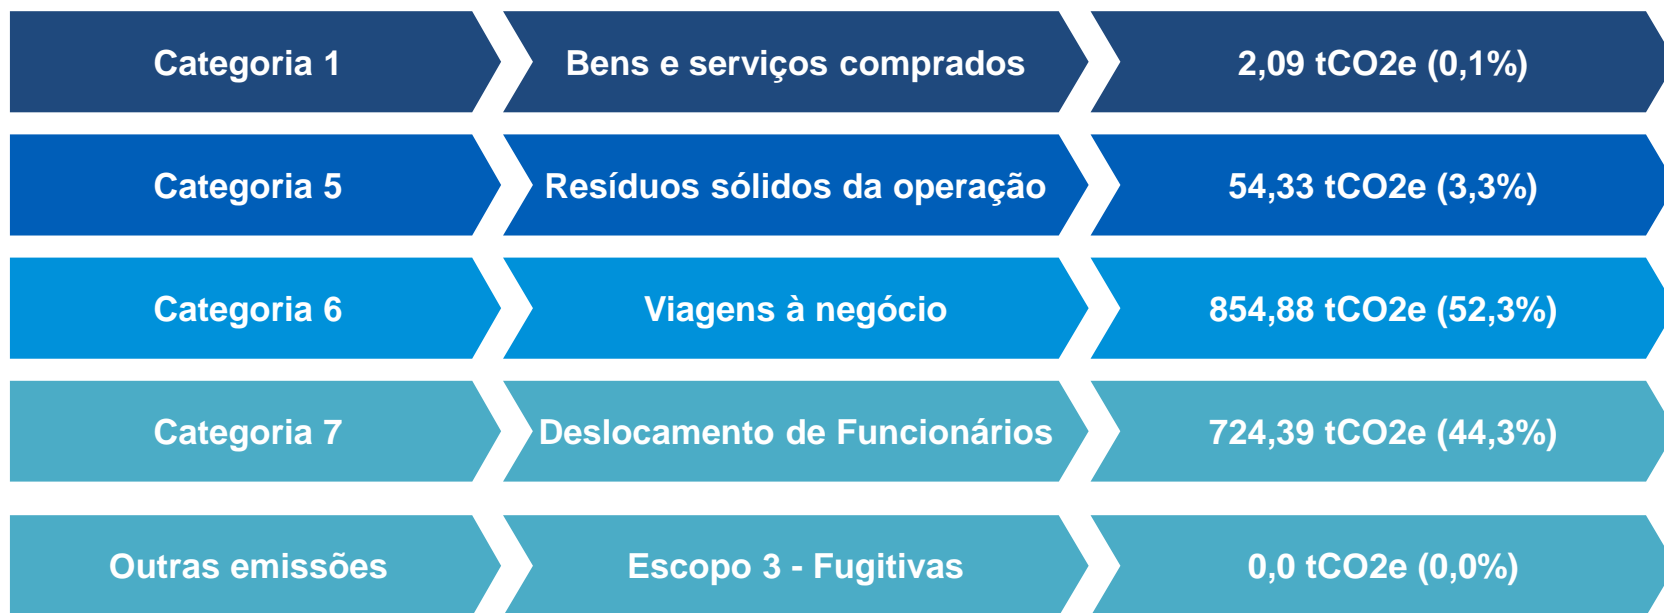 Categoria 1 Bens e serviços comprados 2,09 tCO2e (0,1%)
Categoria 5 Resíduos sólidos da operação 54,33 tCO2e (3,3%)
Categoria 6 Viagens à negócio 854,88 tCO2e (52,3%)
Categoria 7 Deslocamento de Funcionários 724,39 tCO2e (44,3%)
Outras emissões Escopo 3 - Fugitivas 0,0 tCO2e (0,0%)